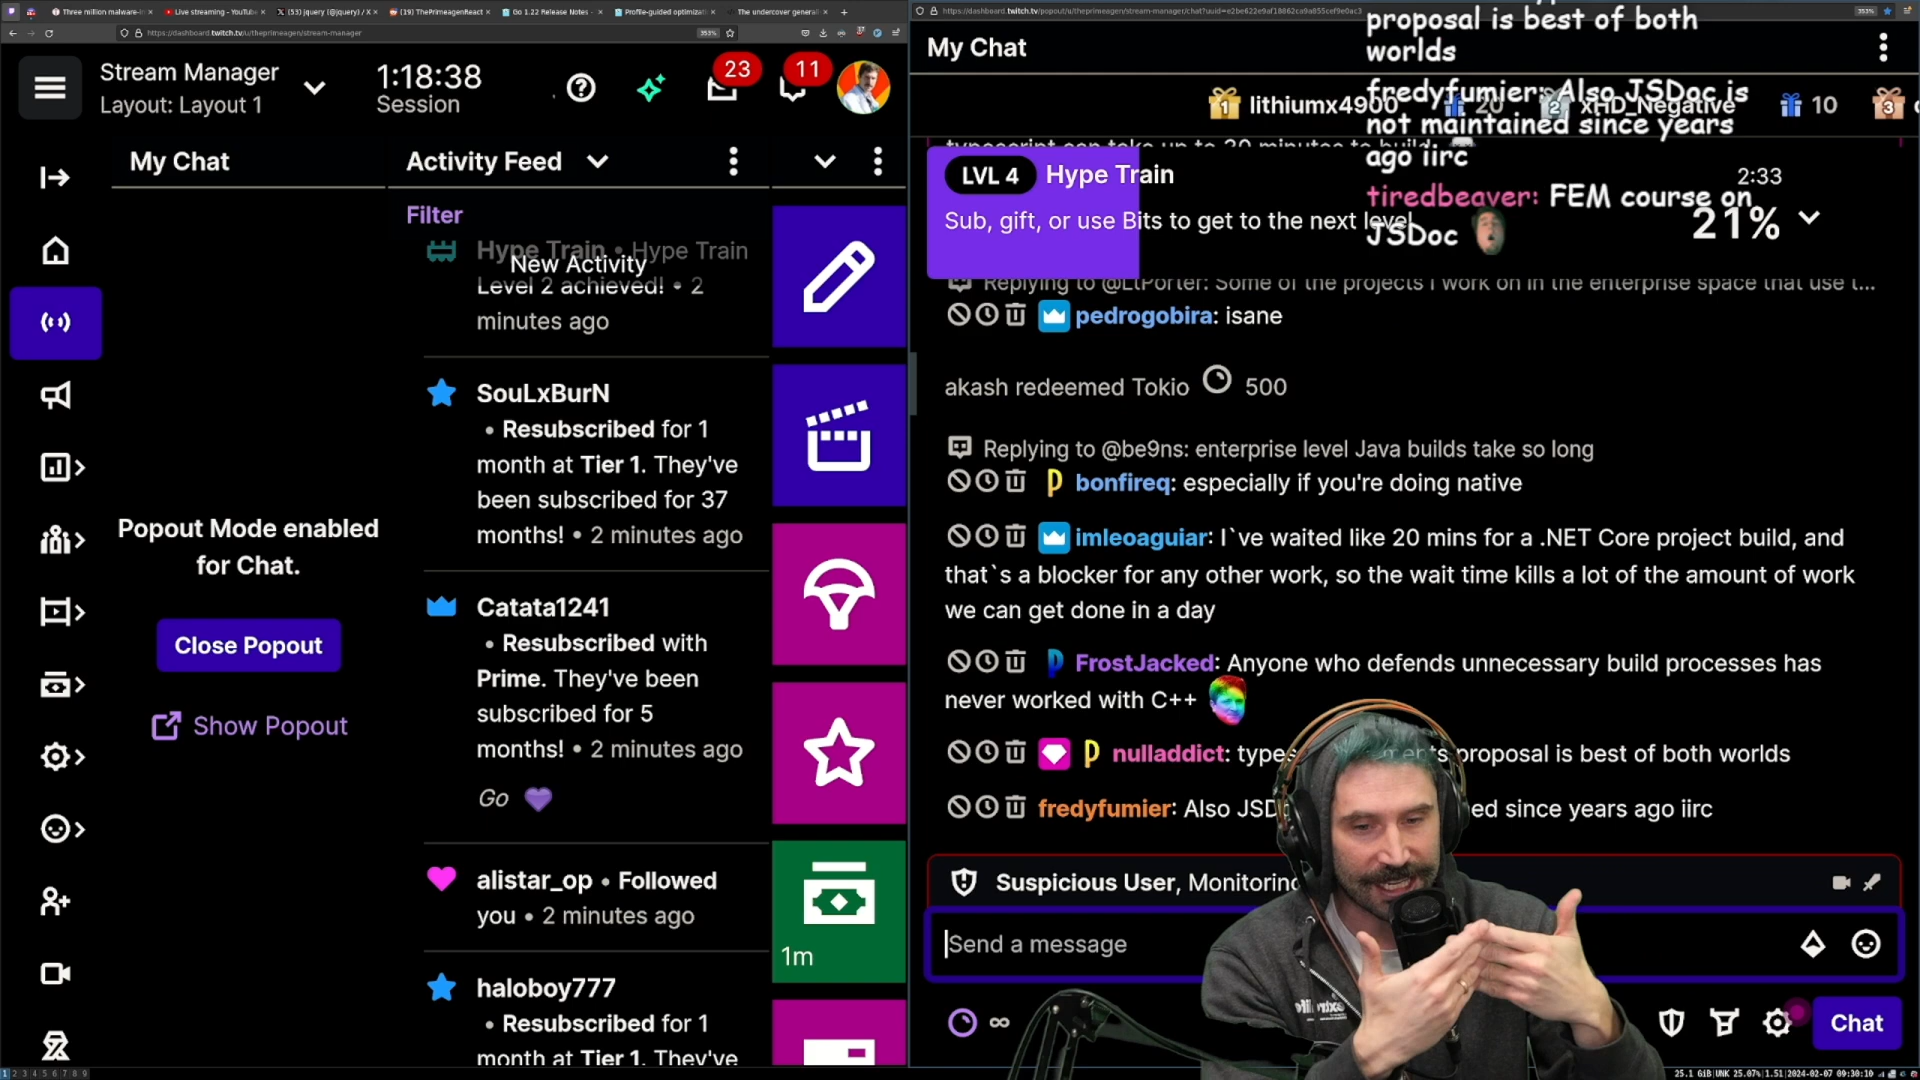 Three million malware-i
Live streaming - YouTube
(53) jquery (@jquery) / X
(19) ThePrimeagenReact
Go 1.22 Release Notes -
Profile-guided optimizati
The undercover general
https://dashboard.twitch.tv/u/theprimeagen/stream-manager
353%
Stream Manager
Layout: Layout 1
1:18:38
Session
23
11
My Chat
Activity Feed
Filter
Hype Train • Hype Train
New Activity
Level 2 achieved! • 2
minutes ago
SouLxBurN
• Resubscribed for 1
month at Tier 1. They've
been subscribed for 37
months! • 2 minutes ago
Popout Mode enabled
for Chat.
Close Popout
Show Popout
Catata1241
• Resubscribed with
Prime. They've been
subscribed for 5
months! • 2 minutes ago
Go
alistar_op • Followed
you • 2 minutes ago
1m
haloboy777
• Resubscribed for 1
month at Tier 1. They've
353%
My Chat
proposal is best of both
worlds
fredyfumier: Also JSDoc is
not maintained since years
ago iirc
tiredbeaver: FEM course on
JSDoc
1 lithiumx4900 20 2 xHD_Negative 10 3
typescript can take up to 30 minutes to build
LVL 4 Hype Train
2:33
Sub, gift, or use Bits to get to the next level
21%
Replying to @LtPorter: Some of the projects I work on in the enterprise space that use t...
pedrogobira: isane
akash redeemed Tokio 500
Replying to @be9ns: enterprise level Java builds take so long
bonfireq: especially if you're doing native
imleoaguiar: I`ve waited like 20 mins for a .NET Core project build, and
that`s a blocker for any other work, so the wait time kills a lot of the amount of work
we can get done in a day
FrostJacked: Anyone who defends unnecessary build processes has
never worked with C++
nulladdict: types nts proposal is best of both worlds
fredyfumier: Also JSD ed since years ago iirc
Suspicious User, Monitoring
Send a message
∞
Chat
1 2 3 4 5 6 7 8 9
25.1 GiB|UNK 25.07%|1.51|2024-02-07 09:30:10